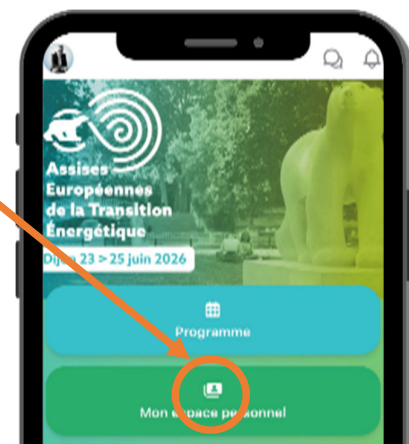 Assises
Européennes
de la Transition
Énergétique
Dijon 23 > 25 juin 2026
Programme
Mon espace personnel